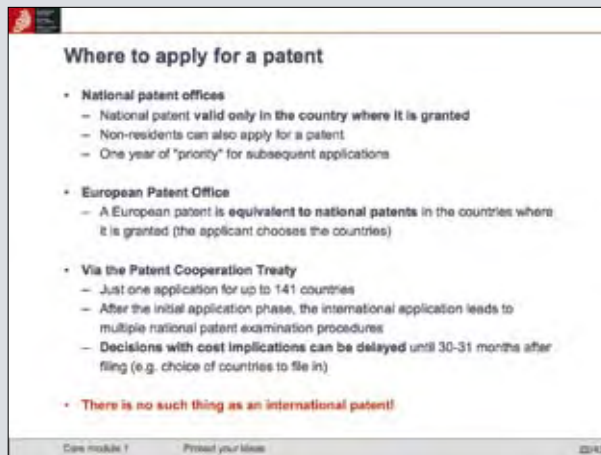 Where to apply for a patent
• National patent offices
– National patent valid only in the country where it is granted
– Non-residents can also apply for a patent
– One year of "priority" for subsequent applications
• European Patent Office
– A European patent is equivalent to national patents in the countries where
it is granted (the applicant chooses the countries)
• Via the Patent Cooperation Treaty
– Just one application for up to 141 countries
– After the initial application phase, the international application leads to
multiple national patent examination procedures
– Decisions with cost implications can be delayed until 30-31 months after
filing (e.g. choice of countries to file in)
• There is no such thing as an international patent!
Core module 1 Protect your ideas